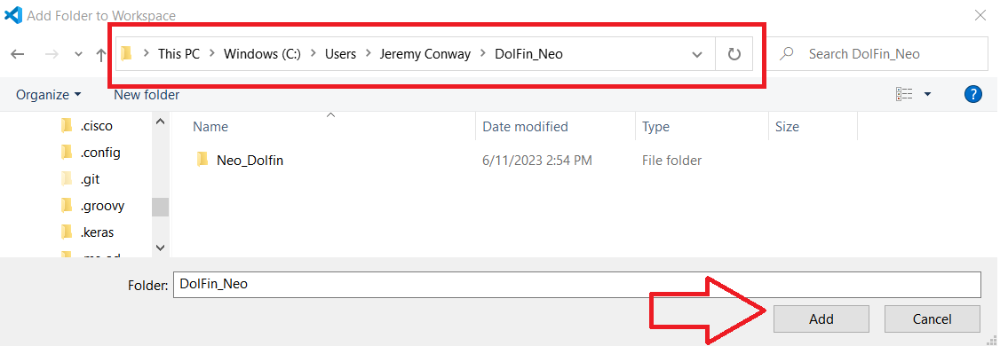 Add Folder to Workspace
This PC > Windows (C:) > Users > Jeremy Conway > DolFin_Neo
Search DolFin_Neo
Organize
New folder
?
Name
Date modified
Type
Size
.cisco
.config
.git
.groovy
.keras
Neo_Dolfin
6/11/2023 2:54 PM
File folder
Folder:
DolFin_Neo
Add
Cancel